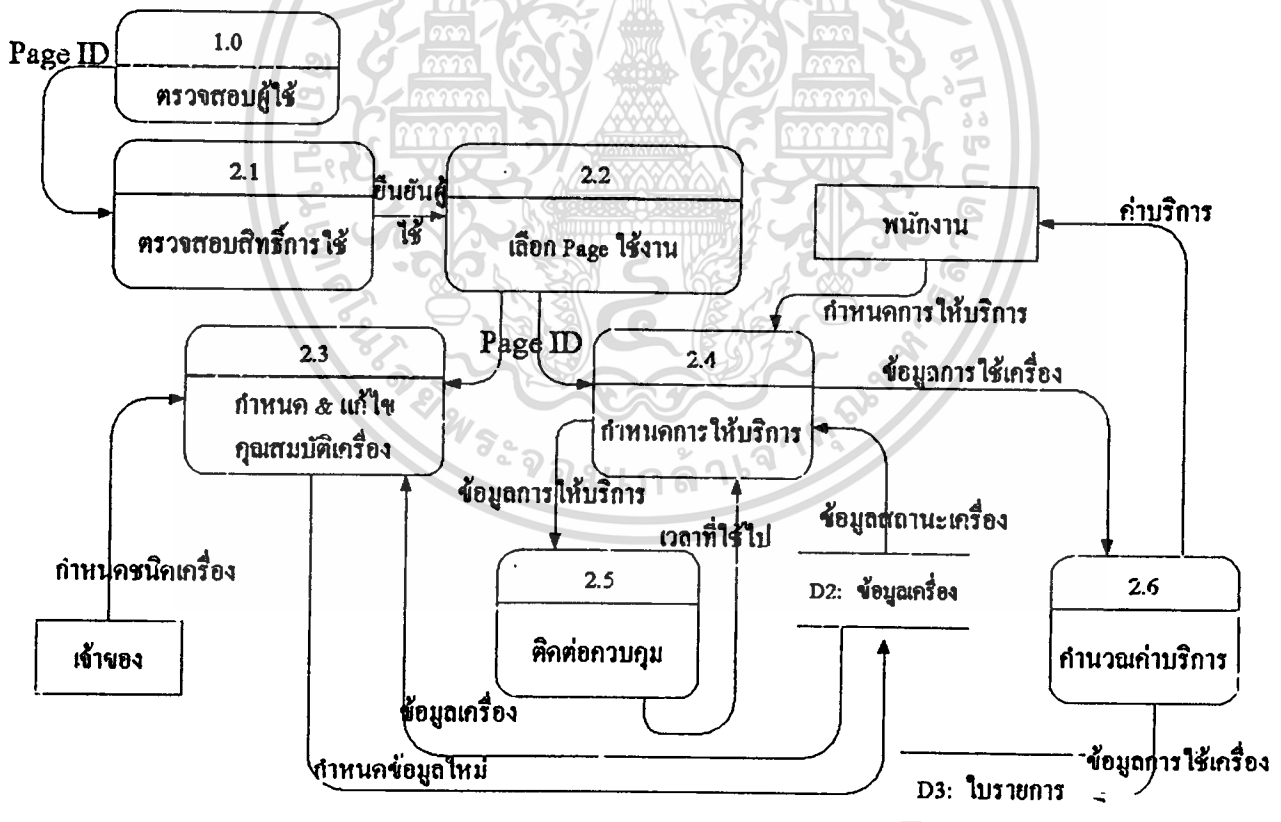 Page ID
1.0
ตรวจสอบผู้ใช้
2.1
ตรวจสอบสิทธิ์การใช้
ยืนยันผู้
ใช้
2.2
เลือก Page ใช้งาน
พนักงาน
ค่าบริการ
กำหนดการให้บริการ
Page ID
2.3
กำหนด & แก้ไข
คุณสมบัติเครื่อง
2.4
กำหนดการให้บริการ
ข้อมูลการใช้เครื่อง
ข้อมูลการให้บริการ
เวลาที่ใช้ไป
ข้อมูลสถานะเครื่อง
กำหนดชนิดเครื่อง
เจ้าของ
2.5
ติดต่อควบคุม
D2: ข้อมูลเครื่อง
2.6
คำนวณค่าบริการ
ข้อมูลเครื่อง
กำหนดข้อมูลใหม่
ข้อมูลการใช้เครื่อง
D3: ใบรายการ